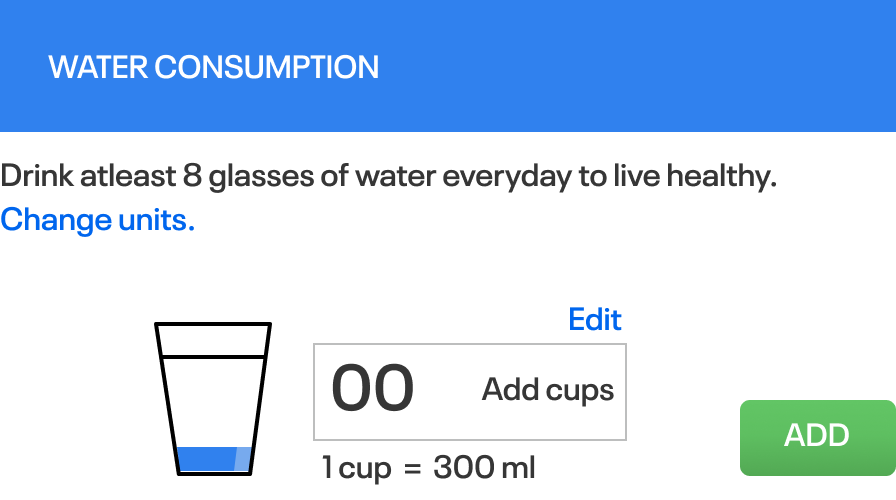 WATER CONSUMPTION
Drink atleast 8 glasses of water everyday to live healthy.
Change units.
Edit
00 Add cups
ADD
1 cup = 300 ml